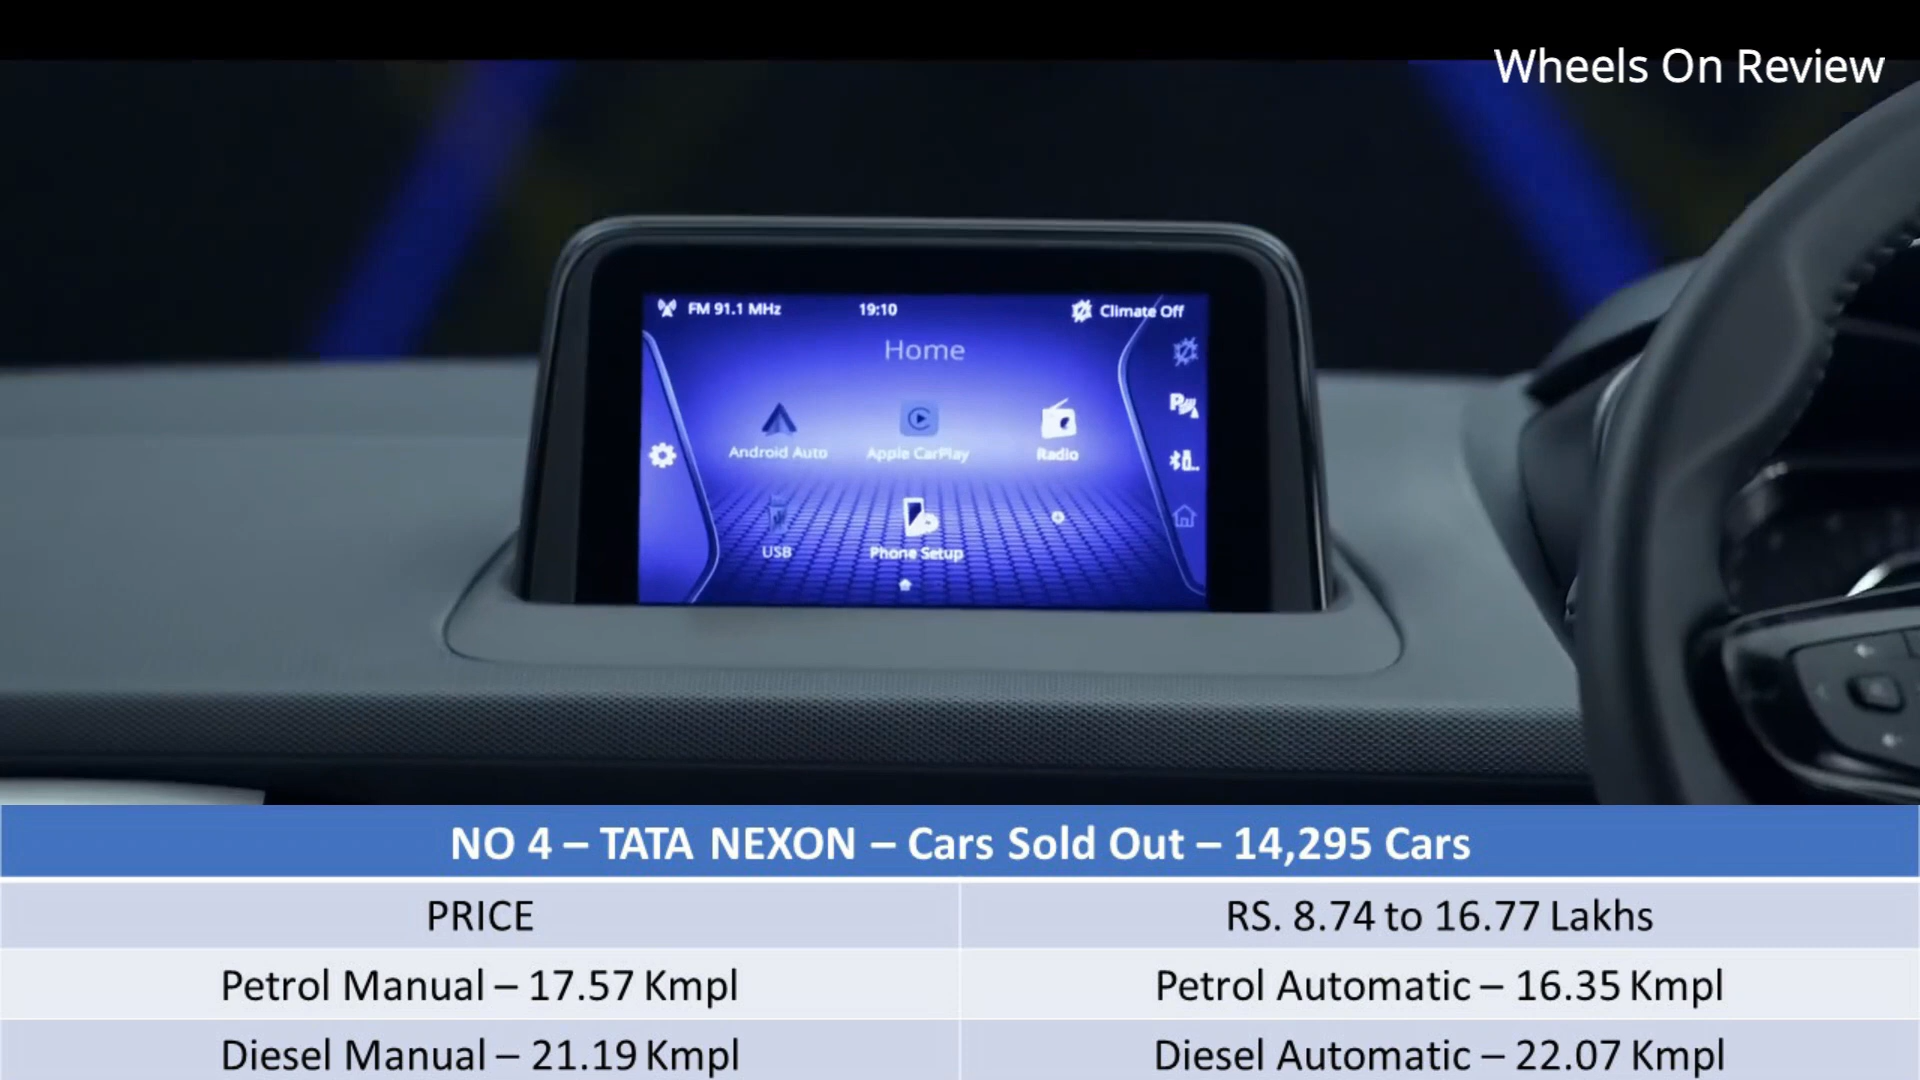 Wheels On Review
FM 91.1 MHz 19:10 Climate Off
Home
Android Auto Apple CarPlay Radio
USB Phone Setup
NO 4 – TATA NEXON – Cars Sold Out – 14,295 Cars
PRICE RS. 8.74 to 16.77 Lakhs
Petrol Manual – 17.57 Kmpl Petrol Automatic – 16.35 Kmpl
Diesel Manual – 21.19 Kmpl Diesel Automatic – 22.07 Kmpl